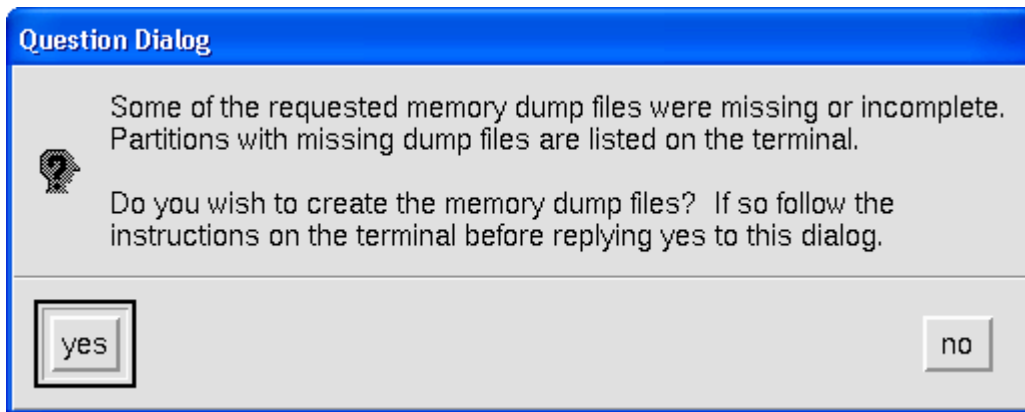 Question Dialog
Some of the requested memory dump files were missing or incomplete.
Partitions with missing dump files are listed on the terminal.
Do you wish to create the memory dump files?  If so follow the
instructions on the terminal before replying yes to this dialog.
yes
no